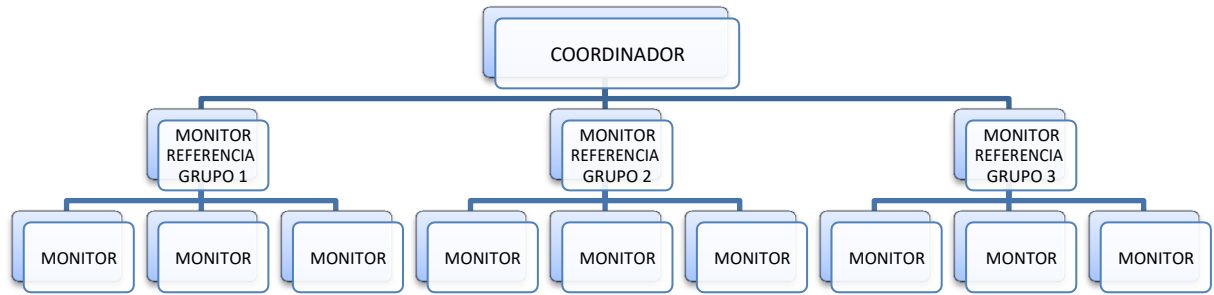 COORDINADOR
MONITOR
REFERENCIA
GRUPO 1
MONITOR
REFERENCIA
GRUPO 2
MONITOR
REFERENCIA
GRUPO 3
MONITOR
MONITOR
MONITOR
MONITOR
MONITOR
MONITOR
MONITOR
MONTOR
MONITOR